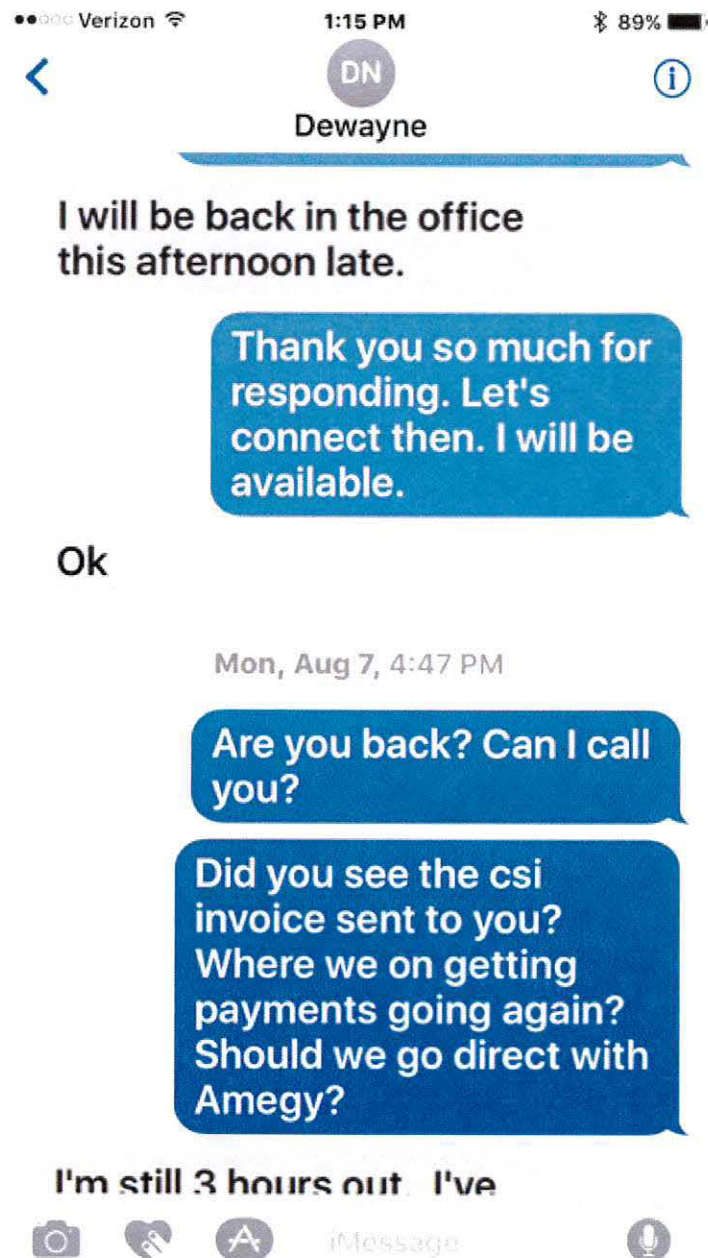 Verizon 1:15 PM 89%
DN
Dewayne
I will be back in the office
this afternoon late.
Thank you so much for
responding. Let's
connect then. I will be
available.
Ok
Mon, Aug 7, 4:47 PM
Are you back? Can I call
you?
Did you see the csi
invoice sent to you?
Where we on getting
payments going again?
Should we go direct with
Amegy?
I'm still 3 hours out. I've
iMessage